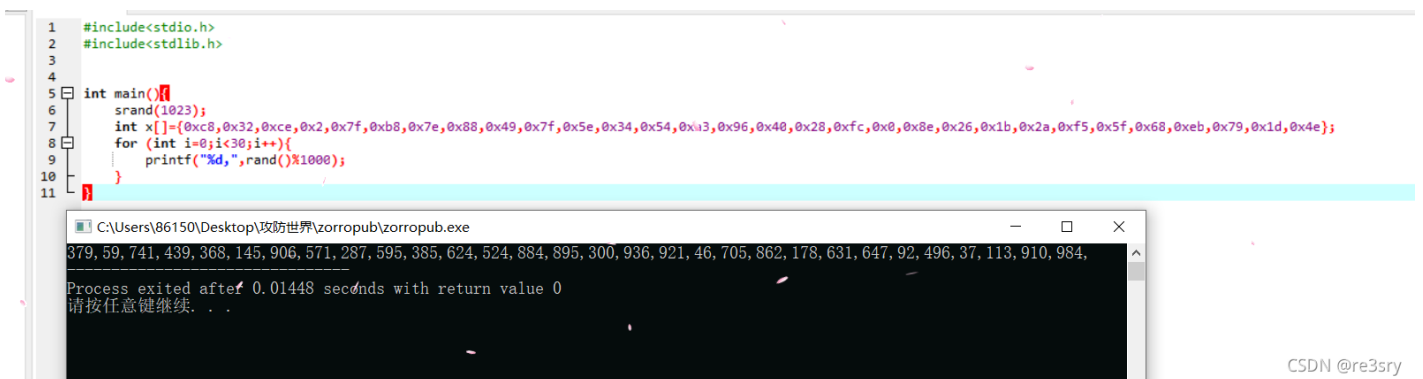 1 #include<stdio.h>
2 #include<stdlib.h>
3
4
5 int main(){
6 srand(1023);
7 int x[]={0xc8,0x32,0xce,0x2,0x7f,0xb8,0x7e,0x88,0x49,0x7f,0x5e,0x34,0x54,0xa3,0x96,0x40,0x28,0xfc,0x0,0x8e,0x26,0x1b,0x2a,0xf5,0x5f,0x68,0xeb,0x79,0x1d,0x4e};
8 for (int i=0;i<30;i++){
9 printf("%d,",rand()%1000);
10 }
11 }
C:\Users\86150\Desktop\攻防世界\zorropub\zorropub.exe
379,59,741,439,368,145,906,571,287,595,385,624,524,884,895,300,936,921,46,705,862,178,631,647,92,496,37,113,910,984,
--------------------------------
Process exited after 0.01448 seconds with return value 0
请按任意键继续. . .
CSDN @re3sry